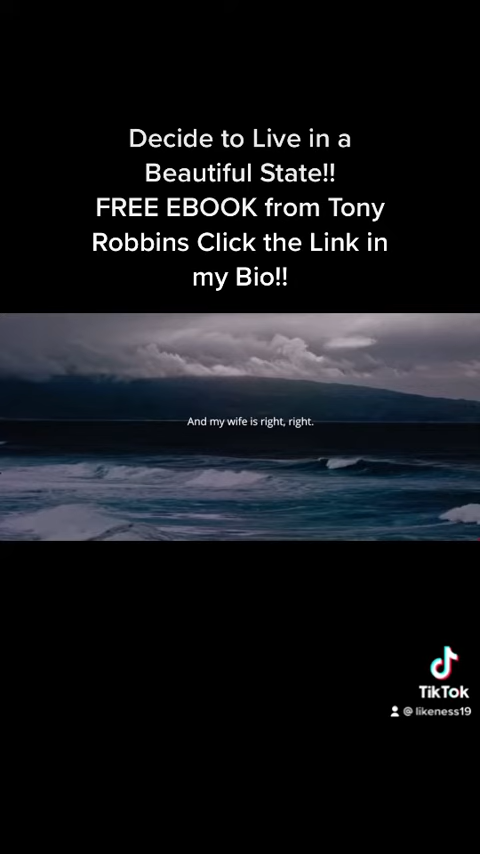 Decide to Live in a
Beautiful State!!
FREE EBOOK from Tony
Robbins Click the Link in
my Bio!!
And my wife is right, right.
TikTok
@ likeness19